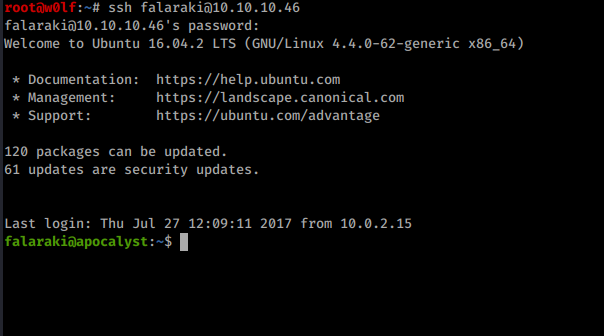 root@w0lf:~# ssh falaraki@10.10.10.46
falaraki@10.10.10.46's password:
Welcome to Ubuntu 16.04.2 LTS (GNU/Linux 4.4.0-62-generic x86_64)
* Documentation:  https://help.ubuntu.com
* Management:     https://landscape.canonical.com
* Support:        https://ubuntu.com/advantage
120 packages can be updated.
61 updates are security updates.
Last login: Thu Jul 27 12:09:11 2017 from 10.0.2.15
falaraki@apocalyst:~$